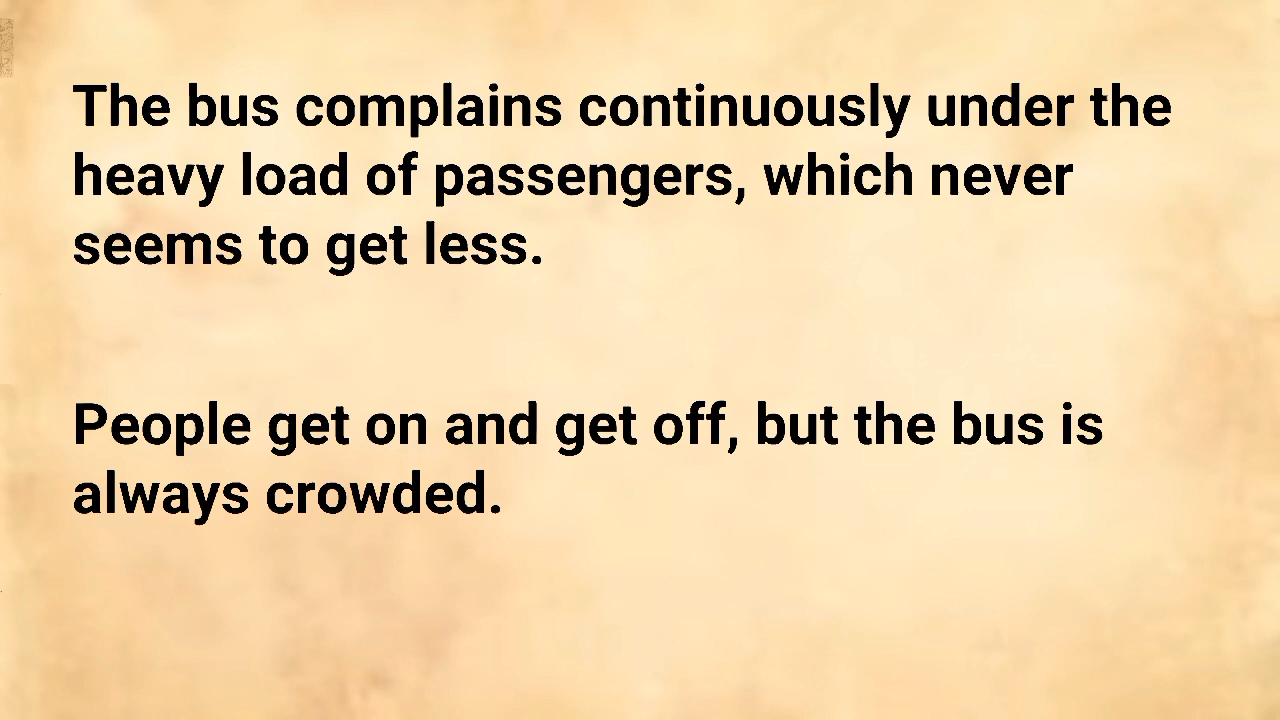 The bus complains continuously under the
heavy load of passengers, which never
seems to get less.
People get on and get off, but the bus is
always crowded.